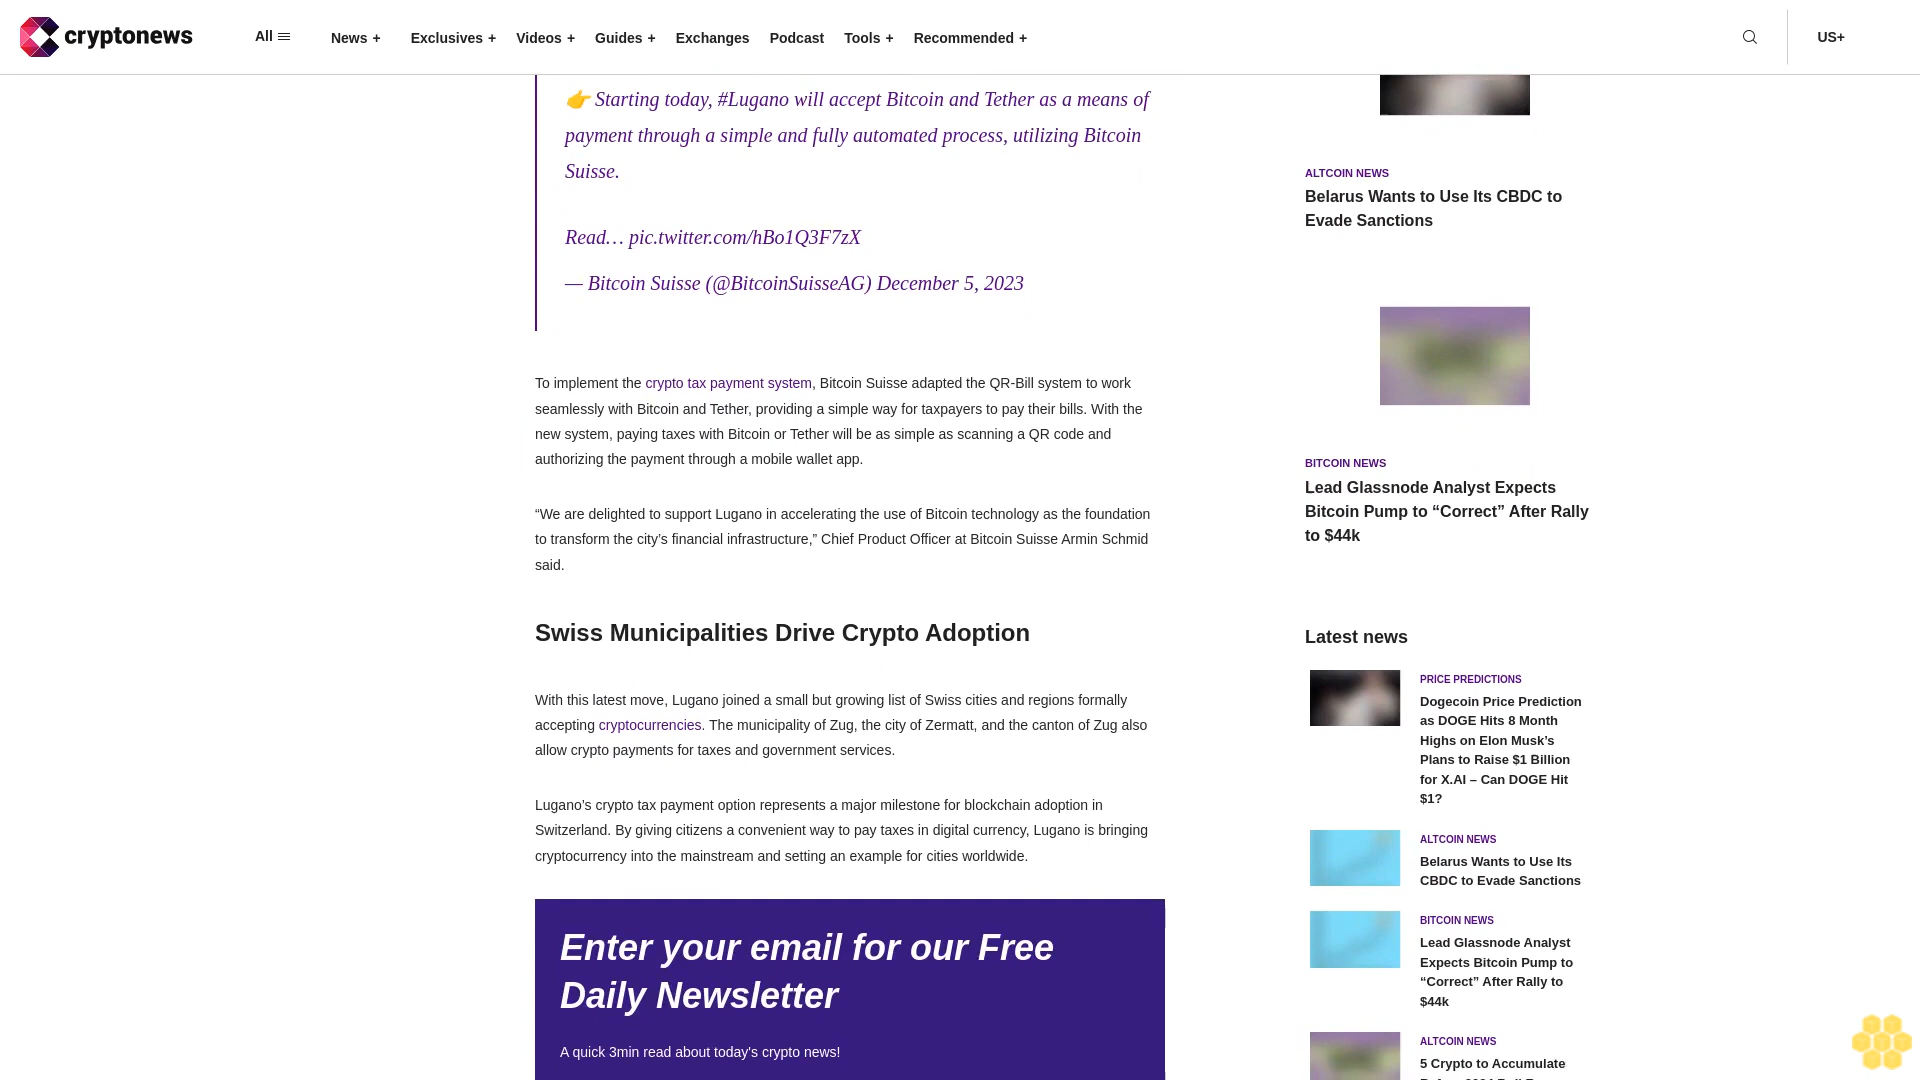 cryptonews
All
News +
Exclusives +
Videos +
Guides +
Exchanges
Podcast
Tools +
Recommended +
US+
👉 Starting today, #Lugano will accept Bitcoin and Tether as a means of
payment through a simple and fully automated process, utilizing Bitcoin
Suisse.
Read… pic.twitter.com/hBo1Q3F7zX
— Bitcoin Suisse (@BitcoinSuisseAG) December 5, 2023
To implement the crypto tax payment system, Bitcoin Suisse adapted the QR-Bill system to work
seamlessly with Bitcoin and Tether, providing a simple way for taxpayers to pay their bills. With the
new system, paying taxes with Bitcoin or Tether will be as simple as scanning a QR code and
authorizing the payment through a mobile wallet app.
“We are delighted to support Lugano in accelerating the use of Bitcoin technology as the foundation
to transform the city’s financial infrastructure,” Chief Product Officer at Bitcoin Suisse Armin Schmid
said.
Swiss Municipalities Drive Crypto Adoption
With this latest move, Lugano joined a small but growing list of Swiss cities and regions formally
accepting cryptocurrencies. The municipality of Zug, the city of Zermatt, and the canton of Zug also
allow crypto payments for taxes and government services.
Lugano’s crypto tax payment option represents a major milestone for blockchain adoption in
Switzerland. By giving citizens a convenient way to pay taxes in digital currency, Lugano is bringing
cryptocurrency into the mainstream and setting an example for cities worldwide.
Enter your email for our Free
Daily Newsletter
A quick 3min read about today's crypto news!
ALTCOIN NEWS
Belarus Wants to Use Its CBDC to
Evade Sanctions
BITCOIN NEWS
Lead Glassnode Analyst Expects
Bitcoin Pump to “Correct” After Rally
to $44k
Latest news
PRICE PREDICTIONS
Dogecoin Price Prediction
as DOGE Hits 8 Month
Highs on Elon Musk’s
Plans to Raise $1 Billion
for X.AI – Can DOGE Hit
$1?
ALTCOIN NEWS
Belarus Wants to Use Its
CBDC to Evade Sanctions
BITCOIN NEWS
Lead Glassnode Analyst
Expects Bitcoin Pump to
“Correct” After Rally to
$44k
ALTCOIN NEWS
5 Crypto to Accumulate